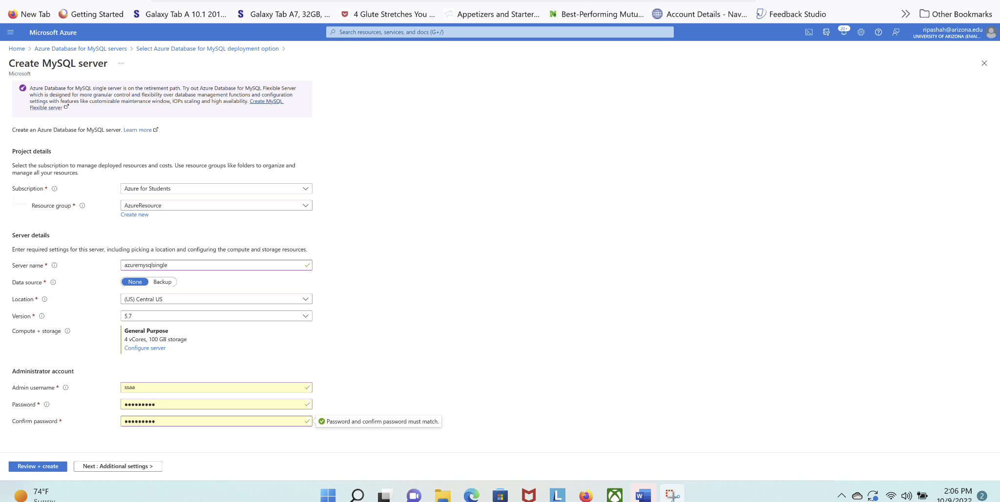 New Tab
Getting Started
S Galaxy Tab A 10.1 201...
S Galaxy Tab A7, 32GB, ...
4 Glute Stretches You ...
Appetizers and Starter...
N Best-Performing Mutu...
Account Details - Nav...
Feedback Studio
Other Bookmarks
Microsoft Azure
Search resources, services, and docs (G+/)
20+
ripashah@arizona.edu
UNIVERSITY OF ARIZONA (EMAI...
Home > Azure Database for MySQL servers > Select Azure Database for MySQL deployment option >
Create MySQL server ...
Microsoft
Azure Database for MySQL single server is on the retirement path. Try out Azure Database for MySQL Flexible Server
which is designed for more granular control and flexibility over database management functions and configuration
settings with features like customizable maintenance window, IOPs scaling and high availability. Create MySQL
Flexible server
Create an Azure Database for MySQL server. Learn more
Project details
Select the subscription to manage deployed resources and costs. Use resource groups like folders to organize and
manage all your resources.
Subscription *
Azure for Students
Resource group *
AzureResource
Create new
Server details
Enter required settings for this server, including picking a location and configuring the compute and storage resources.
Server name *
azuremysqlsingle
Data source *
None Backup
Location *
(US) Central US
Version *
5.7
Compute + storage
General Purpose
4 vCores, 100 GB storage
Configure server
Administrator account
Admin username *
ssaa
Password *
●●●●●●●●●
Confirm password *
●●●●●●●●●
Password and confirm password must match.
Review + create
Next : Additional settings >
74°F
Sunny
L
W
2:06 PM
10/9/2022
2